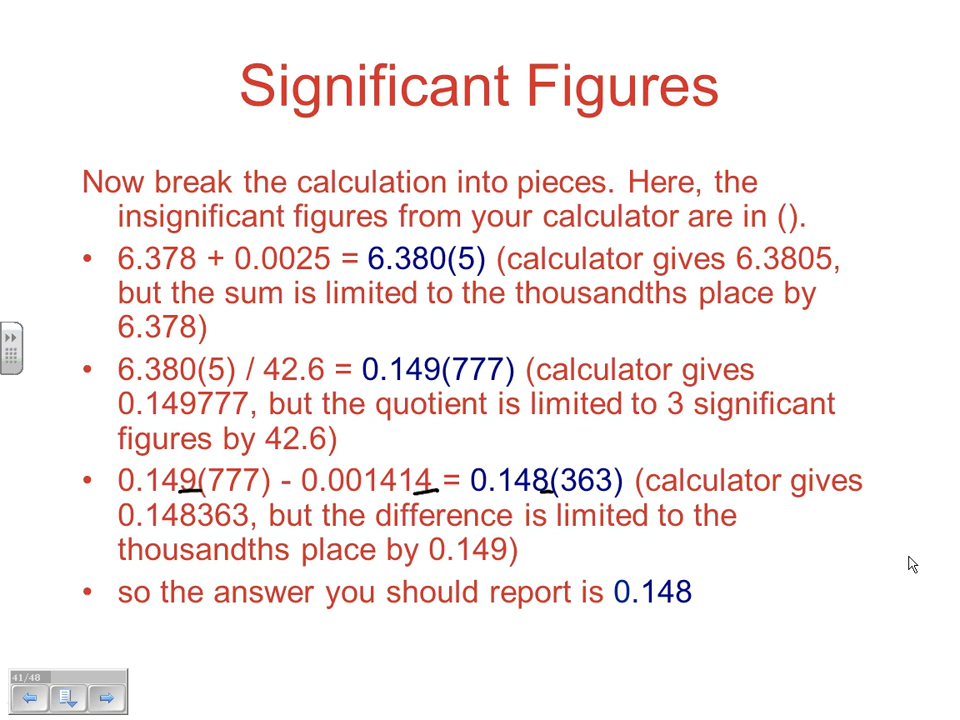 Significant Figures
Now break the calculation into pieces. Here, the
insignificant figures from your calculator are in ().
• 6.378 + 0.0025 = 6.380(5) (calculator gives 6.3805,
but the sum is limited to the thousandths place by
6.378)
• 6.380(5) / 42.6 = 0.149(777) (calculator gives
0.149777, but the quotient is limited to 3 significant
figures by 42.6)
• 0.149(777) - 0.001414 = 0.148(363) (calculator gives
0.148363, but the difference is limited to the
thousandths place by 0.149)
• so the answer you should report is 0.148
41/48